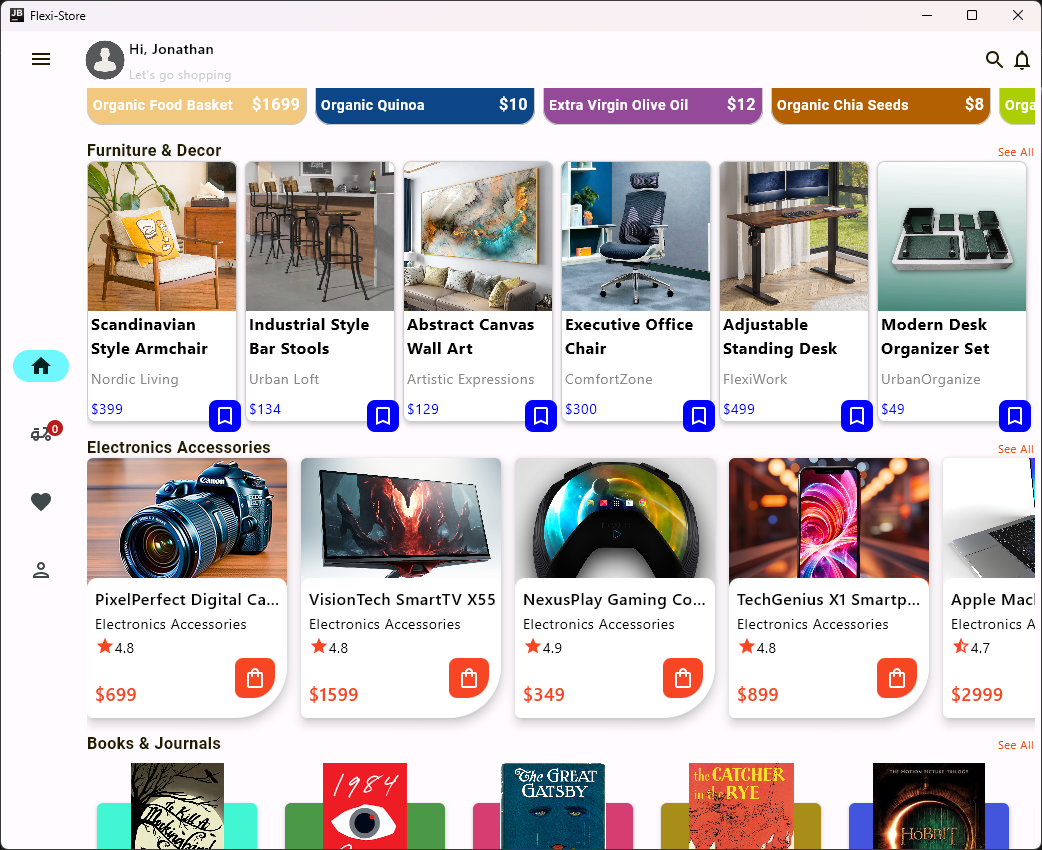 Flexi-Store
Hi, Jonathan
Let's go shopping
Organic Food Basket $1699
Organic Quinoa $10
Extra Virgin Olive Oil $12
Organic Chia Seeds $8
Orga
Furniture & Decor See All
Scandinavian
Style Armchair
Nordic Living
$399
Industrial Style
Bar Stools
Urban Loft
$134
Abstract Canvas
Wall Art
Artistic Expressions
$129
Executive Office
Chair
ComfortZone
$300
Adjustable
Standing Desk
FlexiWork
$499
Modern Desk
Organizer Set
UrbanOrganize
$49
0
Electronics Accessories See All
Canon
PixelPerfect Digital Ca...
Electronics Accessories
4.8
$699
VisionTech SmartTV X55
Electronics Accessories
4.8
$1599
NexusPlay Gaming Co...
Electronics Accessories
4.9
$349
TechGenius X1 Smartp...
Electronics Accessories
4.8
$899
Apple Mac
Electronics A
4.7
$2999
Books & Journals See All
To Kill A
Mockingbird
1984
The GREAT
GATSBY
the CATCHER
in the RYE
THE MOTION PICTURE TRILOGY
THE
HOBBIT